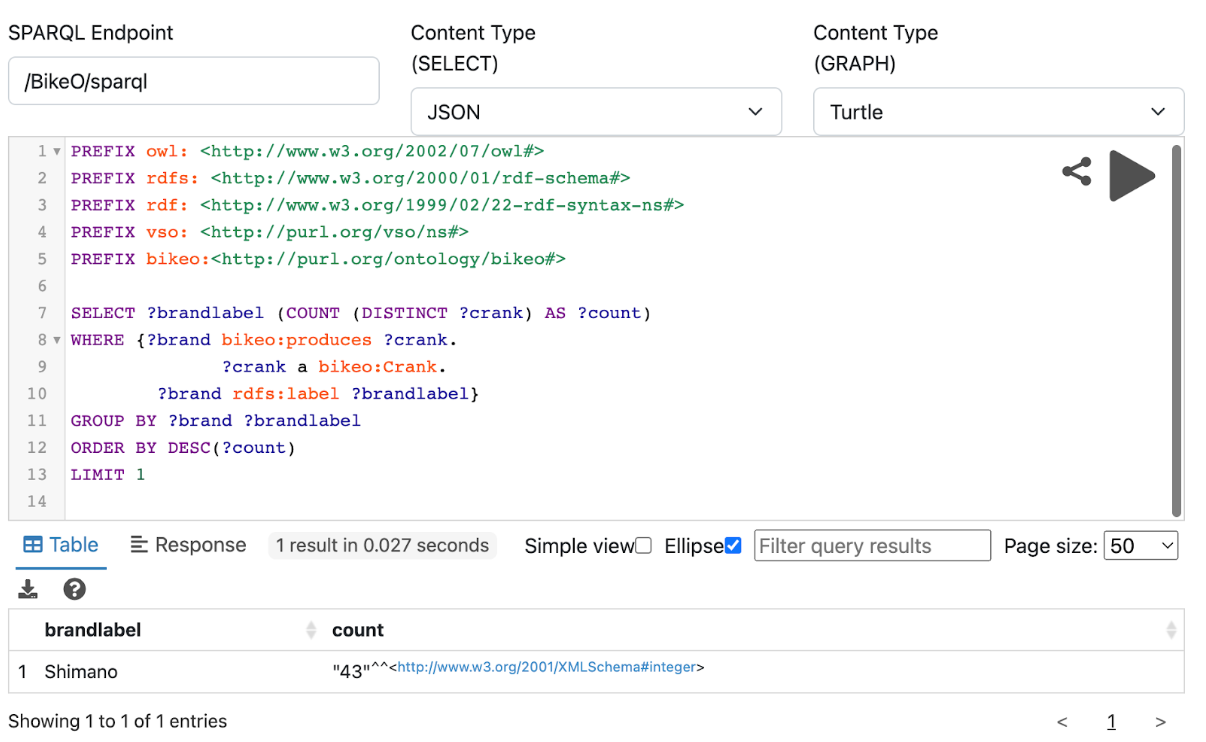 SPARQL Endpoint
Content Type
(SELECT)
Content Type
(GRAPH)
/BikeO/sparql
JSON
Turtle
1 PREFIX owl: <http://www.w3.org/2002/07/owl#>
2 PREFIX rdfs: <http://www.w3.org/2000/01/rdf-schema#>
3 PREFIX rdf: <http://www.w3.org/1999/02/22-rdf-syntax-ns#>
4 PREFIX vso: <http://purl.org/vso/ns#>
5 PREFIX bikeo:<http://purl.org/ontology/bikeo#>
6
7 SELECT ?brandlabel (COUNT (DISTINCT ?crank) AS ?count)
8 WHERE {?brand bikeo:produces ?crank.
9 ?crank a bikeo:Crank.
10 ?brand rdfs:label ?brandlabel}
11 GROUP BY ?brand ?brandlabel
12 ORDER BY DESC(?count)
13 LIMIT 1
14
Table Response 1 result in 0.027 seconds Simple view Ellipse Filter query results Page size: 50
?
brandlabel count
1 Shimano "43"^^<http://www.w3.org/2001/XMLSchema#integer>
Showing 1 to 1 of 1 entries < 1 >